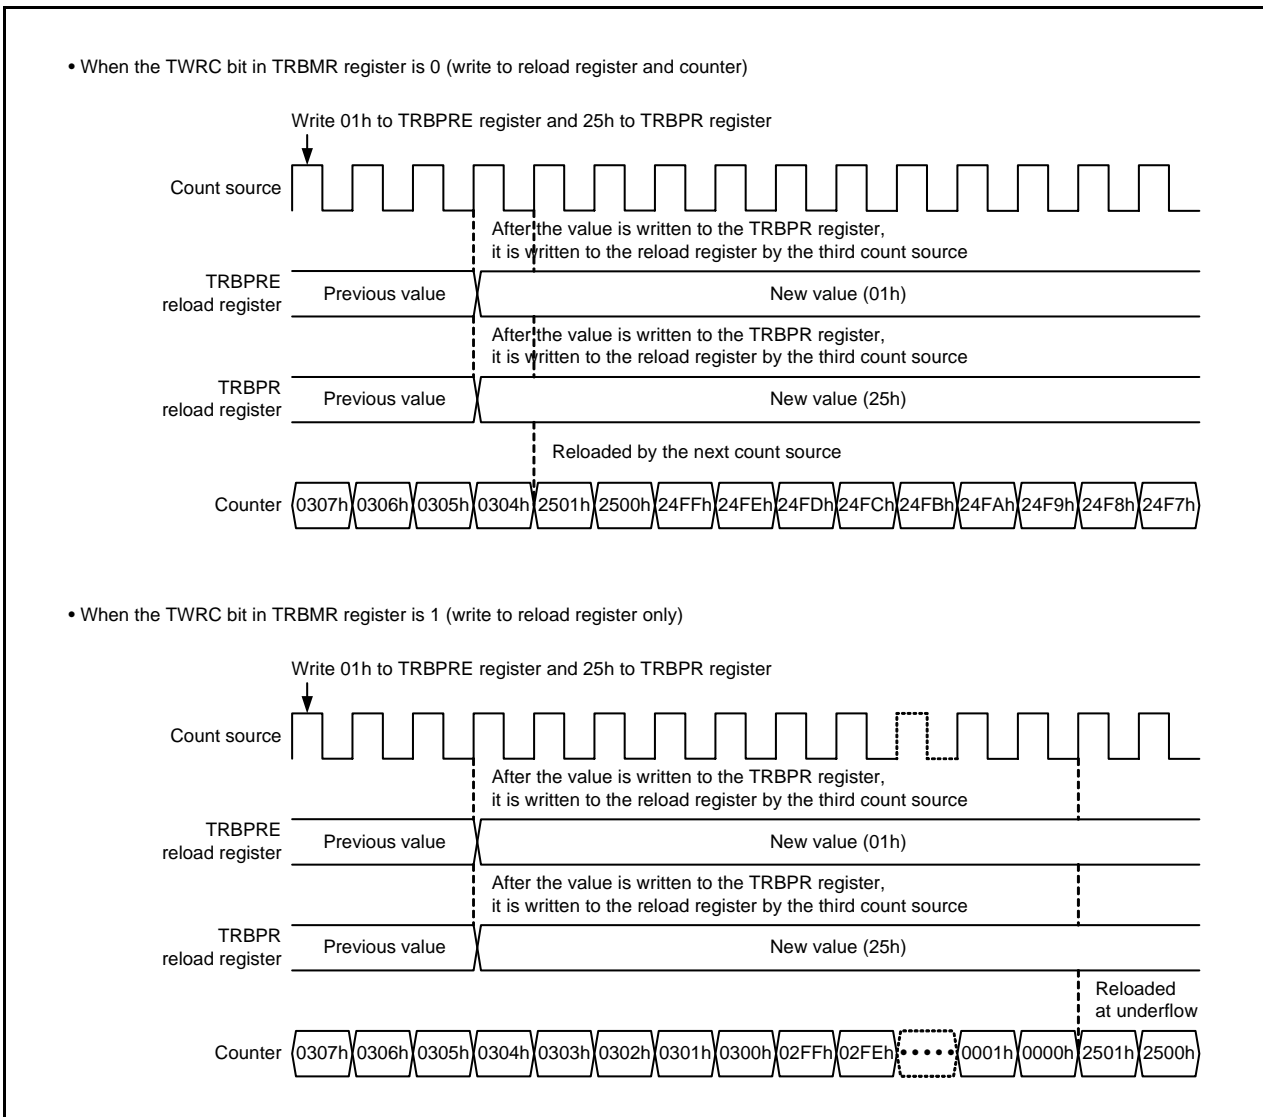 • When the TWRC bit in TRBMR register is 0 (write to reload register and counter)
Write 01h to TRBPRE register and 25h to TRBPR register
Count source
After the value is written to the TRBPR register,
it is written to the reload register by the third count source
TRBPRE
reload register
Previous value
New value (01h)
After the value is written to the TRBPR register,
it is written to the reload register by the third count source
TRBPR
reload register
Previous value
New value (25h)
Reloaded by the next count source
Counter 0307h 0306h 0305h 0304h 2501h 2500h 24FFh 24FEh 24FDh 24FCh 24FBh 24FAh 24F9h 24F8h 24F7h
• When the TWRC bit in TRBMR register is 1 (write to reload register only)
Write 01h to TRBPRE register and 25h to TRBPR register
Count source
After the value is written to the TRBPR register,
it is written to the reload register by the third count source
TRBPRE
reload register
Previous value
New value (01h)
After the value is written to the TRBPR register,
it is written to the reload register by the third count source
TRBPR
reload register
Previous value
New value (25h)
Reloaded
at underflow
Counter 0307h 0306h 0305h 0304h 0303h 0302h 0301h 0300h 02FFh 02FEh ••••• 0001h 0000h 2501h 2500h